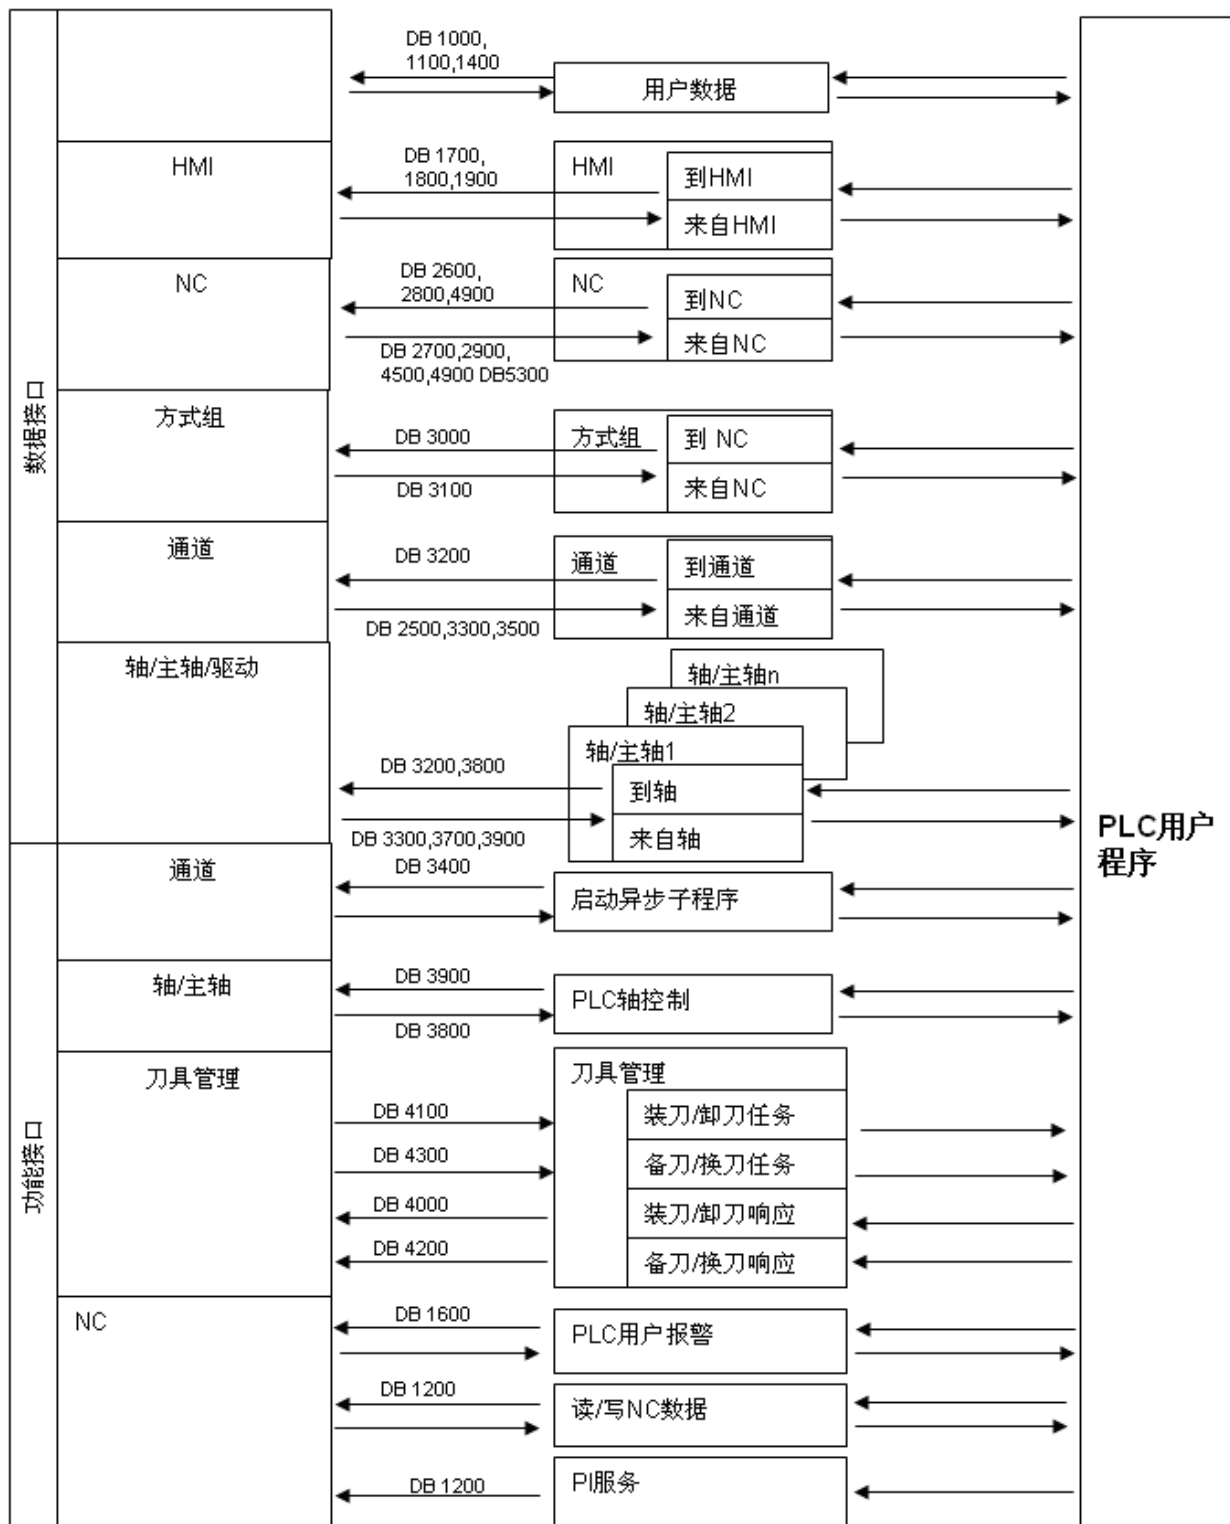 DB 1000,
1100,1400
用户数据
HMI
DB 1700,
1800,1900
HMI
到HMI
来自HMI
NC
DB 2600,
2800,4900
NC
到NC
来自NC
DB 2700,2900,
4500,4900 DB5300
数据接口
方式组
DB 3000
方式组
到 NC
来自NC
DB 3100
通道
DB 3200
通道
到通道
来自通道
DB 2500,3300,3500
轴/主轴/驱动
轴/主轴n
轴/主轴2
轴/主轴1
DB 3200,3800
到轴
来自轴
DB 3300,3700,3900
PLC用户
程序
通道
DB 3400
启动异步子程序
轴/主轴
DB 3900
PLC轴控制
DB 3800
功能接口
刀具管理
刀具管理
DB 4100
装刀/卸刀任务
DB 4300
备刀/换刀任务
DB 4000
装刀/卸刀响应
DB 4200
备刀/换刀响应
NC
DB 1600
PLC用户报警
DB 1200
读/写NC数据
DB 1200
PI服务